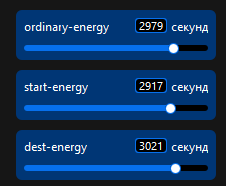 ordinary-energy 2979 секунд
start-energy 2917 секунд
dest-energy 3021 секунд